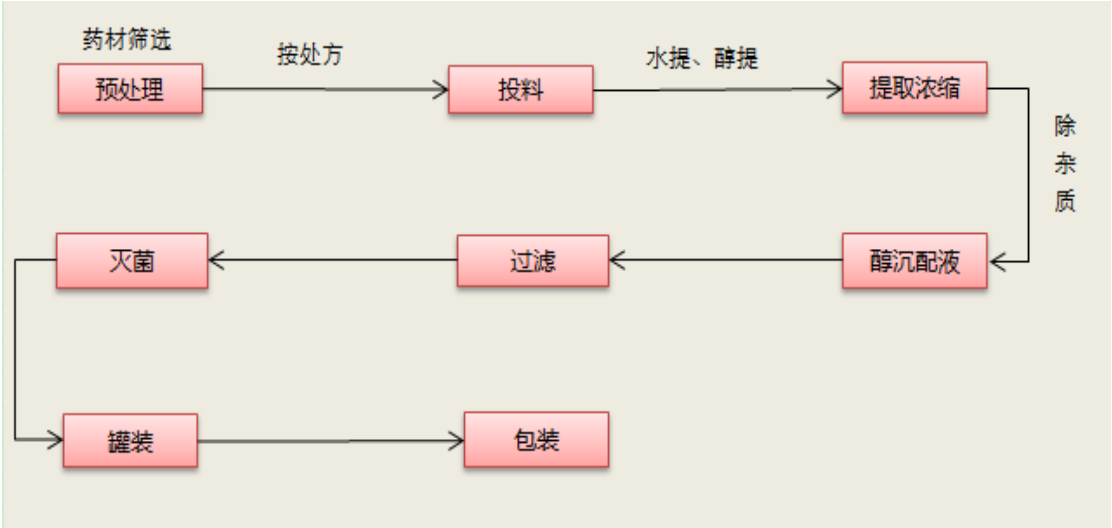 药材筛选
预处理
按处方
投料
水提、醇提
提取浓缩
除
杂
质
醇沉配液
过滤
灭菌
罐装
包装